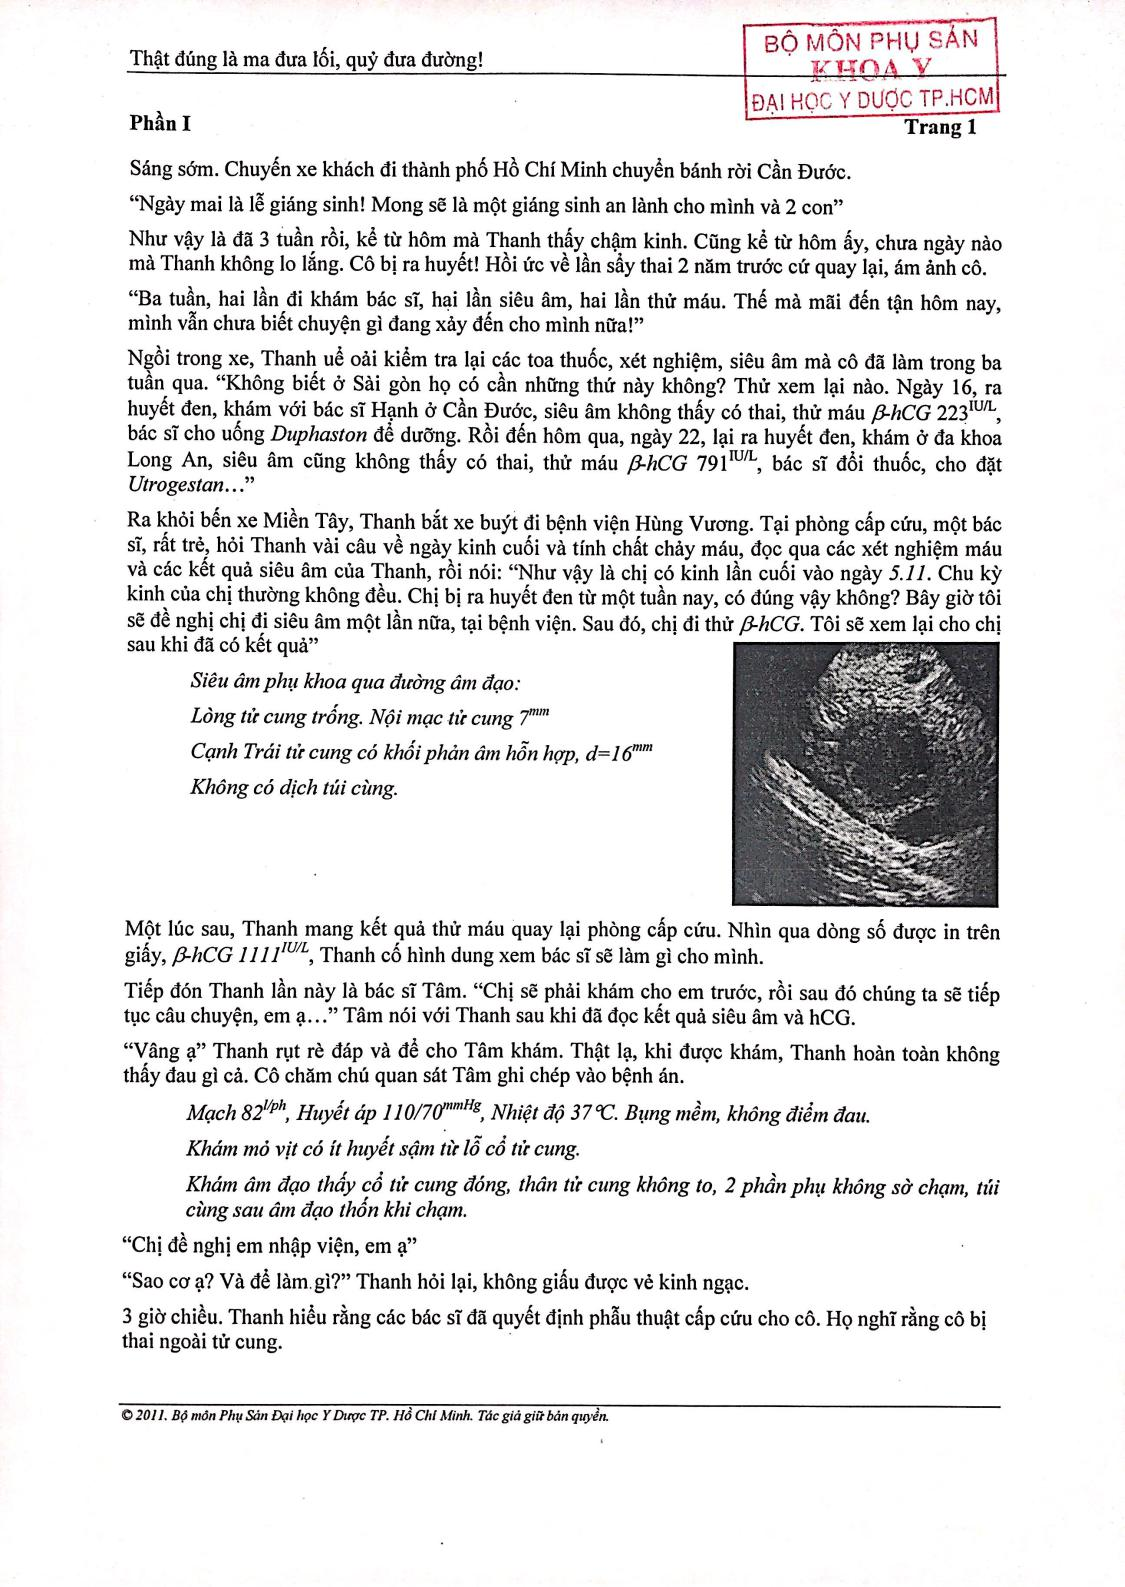 Thật đúng là ma đưa lối, quỷ đưa đường!
BỘ MÔN PHỤ SẢN
KHOA Y
ĐẠI HỌC Y DƯỢC TP.HCM
Phần I
Trang 1
Sáng sớm. Chuyến xe khách đi thành phố Hồ Chí Minh chuyển bánh rời Cần Đước.
“Ngày mai là lễ giáng sinh! Mong sẽ là một giáng sinh an lành cho mình và 2 con”
Như vậy là đã 3 tuần rồi, kể từ hôm mà Thanh thấy chậm kinh. Cũng kể từ hôm ấy, chưa ngày nào
mà Thanh không lo lắng. Cô bị ra huyết! Hồi ức về lần sẩy thai 2 năm trước cứ quay lại, ám ảnh cô.
“Ba tuần, hai lần đi khám bác sĩ, hai lần siêu âm, hai lần thử máu. Thế mà mãi đến tận hôm nay,
mình vẫn chưa biết chuyện gì đang xảy đến cho mình nữa!”
Ngồi trong xe, Thanh uể oải kiểm tra lại các toa thuốc, xét nghiệm, siêu âm mà cô đã làm trong ba
tuần qua. “Không biết ở Sài gòn họ có cần những thứ này không? Thử xem lại nào. Ngày 16, ra
huyết đen, khám với bác sĩ Hạnh ở Cần Đước, siêu âm không thấy có thai, thử máu β-hCG 223IU/L,
bác sĩ cho uống Duphaston để dưỡng. Rồi đến hôm qua, ngày 22, lại ra huyết đen, khám ở đa khoa
Long An, siêu âm cũng không thấy có thai, thử máu β-hCG 791IU/L, bác sĩ đổi thuốc, cho đặt
Utrogestan…”
Ra khỏi bến xe Miền Tây, Thanh bắt xe buýt đi bệnh viện Hùng Vương. Tại phòng cấp cứu, một bác
sĩ, rất trẻ, hỏi Thanh vài câu về ngày kinh cuối và tính chất chảy máu, đọc qua các xét nghiệm máu
và các kết quả siêu âm của Thanh, rồi nói: “Như vậy là chị có kinh lần cuối vào ngày 5.11. Chu kỳ
kinh của chị thường không đều. Chị bị ra huyết đen từ một tuần nay, có đúng vậy không? Bây giờ tôi
sẽ đề nghị chị đi siêu âm một lần nữa, tại bệnh viện. Sau đó, chị đi thử β-hCG. Tôi sẽ xem lại cho chị
sau khi đã có kết quả”
Siêu âm phụ khoa qua đường âm đạo:
Lòng tử cung trống. Nội mạc tử cung 7mm
Cạnh Trái tử cung có khối phản âm hỗn hợp, d=16mm
Không có dịch túi cùng.
Một lúc sau, Thanh mang kết quả thử máu quay lại phòng cấp cứu. Nhìn qua dòng số được in trên
giấy, β-hCG 1111IU/L, Thanh cố hình dung xem bác sĩ sẽ làm gì cho mình.
Tiếp đón Thanh lần này là bác sĩ Tâm. “Chị sẽ phải khám cho em trước, rồi sau đó chúng ta sẽ tiếp
tục câu chuyện, em ạ…” Tâm nói với Thanh sau khi đã đọc kết quả siêu âm và hCG.
“Vâng ạ” Thanh rụt rè đáp và để cho Tâm khám. Thật lạ, khi được khám, Thanh hoàn toàn không
thấy đau gì cả. Cô chăm chú quan sát Tâm ghi chép vào bệnh án.
Mạch 82l/ph, Huyết áp 110/70mmHg, Nhiệt độ 37°C. Bụng mềm, không điểm đau.
Khám mỏ vịt có ít huyết sậm từ lỗ cổ tử cung.
Khám âm đạo thấy cổ tử cung đóng, thân tử cung không to, 2 phần phụ không sờ chạm, túi
cùng sau âm đạo thốn khi chạm.
“Chị đề nghị em nhập viện, em ạ”
“Sao cơ ạ? Và để làm gì?” Thanh hỏi lại, không giấu được vẻ kinh ngạc.
3 giờ chiều. Thanh hiểu rằng các bác sĩ đã quyết định phẫu thuật cấp cứu cho cô. Họ nghĩ rằng cô bị
thai ngoài tử cung.
© 2011. Bộ môn Phụ Sản Đại học Y Dược TP. Hồ Chí Minh. Tác giả giữ bản quyền.